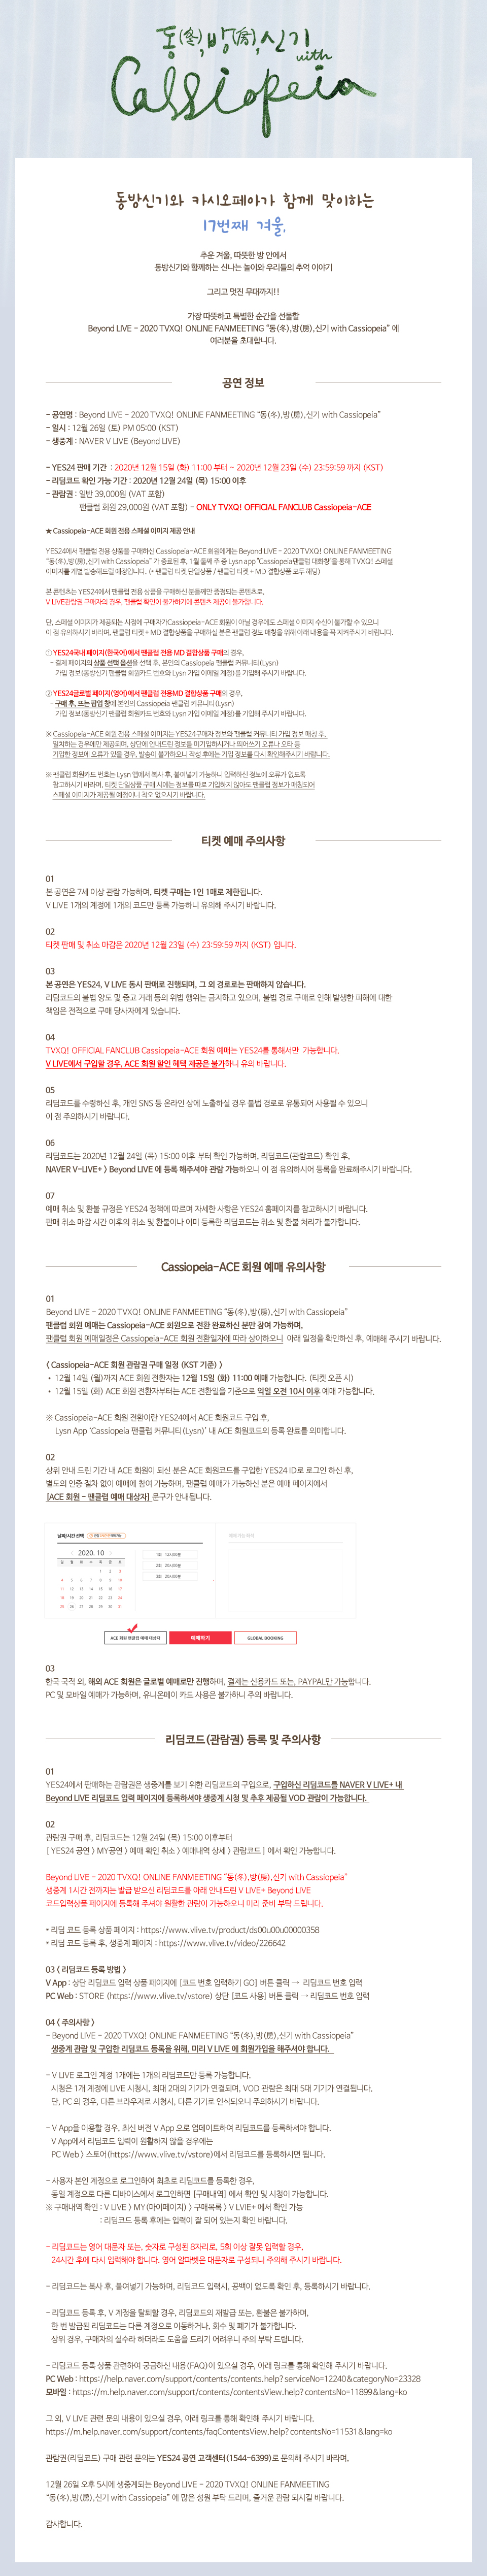 동(冬),방(房),신기
with
Cassiopeia
동방신기와 카시오페아가 함께 맞이하는
17번째 겨울,
추운 겨울, 따뜻한 방 안에서
동방신기와 함께하는 신나는 놀이와 우리들의 추억 이야기
그리고 멋진 무대까지!!
가장 따뜻하고 특별한 순간을 선물할
Beyond LIVE - 2020 TVXQ! ONLINE FANMEETING “동(冬),방(房),신기 with Cassiopeia” 에
여러분을 초대합니다.
공연 정보
- 공연명 : Beyond LIVE - 2020 TVXQ! ONLINE FANMEETING “동(冬),방(房),신기 with Cassiopeia”
- 일시 : 12월 26일 (토) PM 05:00 (KST)
- 생중계 : NAVER V LIVE (Beyond LIVE)
- YES24 판매 기간 : 2020년 12월 15일 (화) 11:00 부터 ~ 2020년 12월 23일 (수) 23:59:59 까지 (KST)
- 리딤코드 확인 가능 기간 : 2020년 12월 24일 (목) 15:00 이후
- 관람권 : 일반 39,000원 (VAT 포함)
팬클럽 회원 29,000원 (VAT 포함) - ONLY TVXQ! OFFICIAL FANCLUB Cassiopeia-ACE
★ Cassiopeia-ACE 회원 전용 스페셜 이미지 제공 안내
YES24에서 팬클럽 전용 상품을 구매하신 Cassiopeia-ACE 회원에게는 Beyond LIVE - 2020 TVXQ! ONLINE FANMEETING
“동(冬),방(房),신기 with Cassiopeia” 가 종료된 후, 1월 둘째 주 중 Lysn app “Cassiopeia팬클럽 대화창”을 통해 TVXQ! 스페셜
이미지를 개별 발송해드릴 예정입니다. (* 팬클럽 티켓 단일상품 / 팬클럽 티켓 + MD 결합상품 모두 해당)
본 콘텐츠는 YES24에서 팬클럽 전용 상품을 구매하신 분들께만 증정되는 콘텐츠로,
V LIVE관람권 구매자의 경우, 팬클럽 확인이 불가하기에 콘텐츠 제공이 불가합니다.
단, 스페셜 이미지가 제공되는 시점에 구매자가Cassiopeia-ACE 회원이 아닐 경우에도 스페셜 이미지 수신이 불가할 수 있으니
이 점 유의하시기 바라며, 팬클럽 티켓 + MD 결합상품을 구매하실 분은 팬클럽 정보 매칭을 위해 아래 내용을 꼭 지켜주시기 바랍니다.
① YES24국내 페이지(한국어)에서 팬클럽 전용 MD 결합상품 구매의 경우,
- 결제 페이지의 상품 선택 옵션을 선택 후, 본인의 Cassiopeia 팬클럽 커뮤니티(Lysn)
가입 정보(동방신기 팬클럽 회원카드 번호와 Lysn 가입 이메일 계정)를 기입해 주시기 바랍니다.
② YES24글로벌 페이지(영어)에서 팬클럽 전용MD 결합상품 구매의 경우,
- 구매 후, 뜨는 팝업 창에 본인의 Cassiopeia 팬클럽 커뮤니티(Lysn)
가입 정보(동방신기 팬클럽 회원카드 번호와 Lysn 가입 이메일 계정)를 기입해 주시기 바랍니다.
※ Cassiopeia-ACE 회원 전용 스페셜 이미지는 YES24구매자 정보와 팬클럽 커뮤니티 가입 정보 매칭 후,
일치하는 경우에만 제공되며, 상단에 안내드린 정보를 미기입하시거나 띄어쓰기 오류나 오타 등
기입한 정보에 오류가 있을 경우, 발송이 불가하오니 작성 후에는 기입 정보를 다시 확인해주시기 바랍니다.
※ 팬클럽 회원카드 번호는 Lysn 앱에서 복사 후, 붙여넣기 가능하니 입력하신 정보에 오류가 없도록
참고하시기 바라며, 티켓 단일상품 구매 시에는 정보를 따로 기입하지 않아도 팬클럽 정보가 매칭되어
스페셜 이미지가 제공될 예정이니 착오 없으시기 바랍니다.
티켓 예매 주의사항
01
본 공연은 7세 이상 관람 가능하며, 티켓 구매는 1인 1매로 제한됩니다.
V LIVE 1개의 계정에 1개의 코드만 등록 가능하니 유의해 주시기 바랍니다.
02
티켓 판매 및 취소 마감은 2020년 12월 23일 (수) 23:59:59 까지 (KST) 입니다.
03
본 공연은 YES24, V LIVE 동시 판매로 진행되며, 그 외 경로로는 판매하지 않습니다.
리딤코드의 불법 양도 및 중고 거래 등의 위법 행위는 금지하고 있으며, 불법 경로 구매로 인해 발생한 피해에 대한
책임은 전적으로 구매 당사자에게 있습니다.
04
TVXQ! OFFICIAL FANCLUB Cassiopeia-ACE 회원 예매는 YES24를 통해서만 가능합니다.
V LIVE에서 구입할 경우, ACE 회원 할인 혜택 제공은 불가하니 유의 바랍니다.
05
리딤코드를 수령하신 후, 개인 SNS 등 온라인 상에 노출하실 경우 불법 경로로 유통되어 사용될 수 있으니
이 점 주의하시기 바랍니다.
06
리딤코드는 2020년 12월 24일 (목) 15:00 이후 부터 확인 가능하며, 리딤코드(관람코드) 확인 후,
NAVER V-LIVE+ > Beyond LIVE 에 등록 해주셔야 관람 가능하오니 이 점 유의하시어 등록을 완료해주시기 바랍니다.
07
예매 취소 및 환불 규정은 YES24 정책에 따르며 자세한 사항은 YES24 홈페이지를 참고하시기 바랍니다.
판매 취소 마감 시간 이후의 취소 및 환불이나 이미 등록한 리딤코드는 취소 및 환불 처리가 불가합니다.
Cassiopeia-ACE 회원 예매 유의사항
01
Beyond LIVE - 2020 TVXQ! ONLINE FANMEETING “동(冬),방(房),신기 with Cassiopeia”
팬클럽 회원 예매는 Cassiopeia-ACE 회원으로 전환 완료하신 분만 참여 가능하며,
팬클럽 회원 예매일정은 Cassiopeia-ACE 회원 전환일자에 따라 상이하오니 아래 일정을 확인하신 후, 예매해 주시기 바랍니다.
< Cassiopeia-ACE 회원 관람권 구매 일정 (KST 기준) >
• 12월 14일 (월)까지 ACE 회원 전환자는 12월 15일 (화) 11:00 예매 가능합니다. (티켓 오픈 시)
• 12월 15일 (화) ACE 회원 전환자부터는 ACE 전환일을 기준으로 익일 오전 10시 이후 예매 가능합니다.
※ Cassiopeia-ACE 회원 전환이란 YES24에서 ACE 회원코드 구입 후,
Lysn App ‘Cassiopeia 팬클럽 커뮤니티(Lysn)’ 내 ACE 회원코드의 등록 완료를 의미합니다.
02
상위 안내 드린 기간 내 ACE 회원이 되신 분은 ACE 회원코드를 구입한 YES24 ID로 로그인 하신 후,
별도의 인증 절차 없이 예매에 참여 가능하며, 팬클럽 예매가 가능하신 분은 예매 페이지에서
[ACE 회원 - 팬클럽 예매 대상자] 문구가 안내됩니다.
날짜/시간 선택
2020. 10
일 월 화 수 목 금 토
1 2 3
4 5 6 7 8 9 10
11 12 13 14 15 16 17
18 19 20 21 22 23 24
25 26 27 28 29 30 31
ACE 회원 팬클럽 예매 대상자
예매하기
GLOBAL BOOKING
03
한국 국적 외, 해외 ACE 회원은 글로벌 예매로만 진행하며, 결제는 신용카드 또는, PAYPAL만 가능합니다.
PC 및 모바일 예매가 가능하며, 유니온페이 카드 사용은 불가하니 주의 바랍니다.
리딤코드(관람권) 등록 및 주의사항
01
YES24에서 판매하는 관람권은 생중계를 보기 위한 리딤코드의 구입으로, 구입하신 리딤코드를 NAVER V LIVE+ 내
Beyond LIVE 리딤코드 입력 페이지에 등록하셔야 생중계 시청 및 추후 제공될 VOD 관람이 가능합니다.
02
관람권 구매 후, 리딤코드는 12월 24일 (목) 15:00 이후부터
[ YES24 공연 > MY공연 > 예매 확인 취소 > 예매내역 상세 > 관람코드 ] 에서 확인 가능합니다.
Beyond LIVE - 2020 TVXQ! ONLINE FANMEETING “동(冬),방(房),신기 with Cassiopeia”
생중계 1시간 전까지는 발급 받으신 리딤코드를 아래 안내드린 V LIVE+ Beyond LIVE
코드입력상품 페이지에 등록해 주셔야 원활한 관람이 가능하오니 미리 준비 부탁 드립니다.
* 리딤 코드 등록 상품 페이지 : https://www.vlive.tv/product/ds00u00u00000358
* 리딤 코드 등록 후, 생중계 페이지 : https://www.vlive.tv/video/226642
03 < 리딤코드 등록 방법 >
V App : 상단 리딤코드 입력 상품 페이지에 [코드 번호 입력하기 GO] 버튼 클릭 → 리딤코드 번호 입력
PC Web : STORE (https://www.vlive.tv/vstore) 상단 [코드 사용] 버튼 클릭 → 리딤코드 번호 입력
04 < 주의사항 >
- Beyond LIVE - 2020 TVXQ! ONLINE FANMEETING “동(冬),방(房),신기 with Cassiopeia”
생중계 관람 및 구입한 리딤코드 등록을 위해, 미리 V LIVE 에 회원가입을 해주셔야 합니다.
- V LIVE 로그인 계정 1개에는 1개의 리딤코드만 등록 가능합니다.
시청은 1개 계정에 LIVE 시청시, 최대 2대의 기기가 연결되며, VOD 관람은 최대 5대 기기가 연결됩니다.
단, PC 의 경우, 다른 브라우저로 시청시, 다른 기기로 인식되오니 주의하시기 바랍니다.
- V App을 이용할 경우, 최신 버전 V App 으로 업데이트하여 리딤코드를 등록하셔야 합니다.
V App에서 리딤코드 입력이 원활하지 않을 경우에는
PC Web > 스토어(https://www.vlive.tv/vstore)에서 리딤코드를 등록하시면 됩니다.
- 사용자 본인 계정으로 로그인하여 최초로 리딤코드를 등록한 경우,
동일 계정으로 다른 디바이스에서 로그인하면 [구매내역] 에서 확인 및 시청이 가능합니다.
※ 구매내역 확인 : V LIVE > MY(마이페이지) > 구매목록 > V LVIE+ 에서 확인 가능
: 리딤코드 등록 후에는 입력이 잘 되어 있는지 확인 바랍니다.
- 리딤코드는 영어 대문자 또는, 숫자로 구성된 8자리로, 5회 이상 잘못 입력할 경우,
24시간 후에 다시 입력해야 합니다. 영어 알파벳은 대문자로 구성되니 주의해 주시기 바랍니다.
- 리딤코드는 복사 후, 붙여넣기 가능하며, 리딤코드 입력시, 공백이 없도록 확인 후, 등록하시기 바랍니다.
- 리딤코드 등록 후, V 계정을 탈퇴할 경우, 리딤코드의 재발급 또는, 환불은 불가하며,
한 번 발급된 리딤코드는 다른 계정으로 이동하거나, 회수 및 폐기가 불가합니다.
상위 경우, 구매자의 실수라 하더라도 도움을 드리기 어려우니 주의 부탁 드립니다.
- 리딤코드 등록 상품 관련하여 궁금하신 내용(FAQ)이 있으실 경우, 아래 링크를 통해 확인해 주시기 바랍니다.
PC Web : https://help.naver.com/support/contents/contents.help?serviceNo=12240&categoryNo=23328
모바일 : https://m.help.naver.com/support/contents/contentsView.help?contentsNo=11899&lang=ko
그 외, V LIVE 관련 문의 내용이 있으실 경우, 아래 링크를 통해 확인해 주시기 바랍니다.
https://m.help.naver.com/support/contents/faqContentsView.help?contentsNo=11531&lang=ko
관람권(리딤코드) 구매 관련 문의는 YES24 공연 고객센터(1544-6399)로 문의해 주시기 바라며,
12월 26일 오후 5시에 생중계되는 Beyond LIVE - 2020 TVXQ! ONLINE FANMEETING
“동(冬),방(房),신기 with Cassiopeia” 에 많은 성원 부탁 드리며, 즐거운 관람 되시길 바랍니다.
감사합니다.